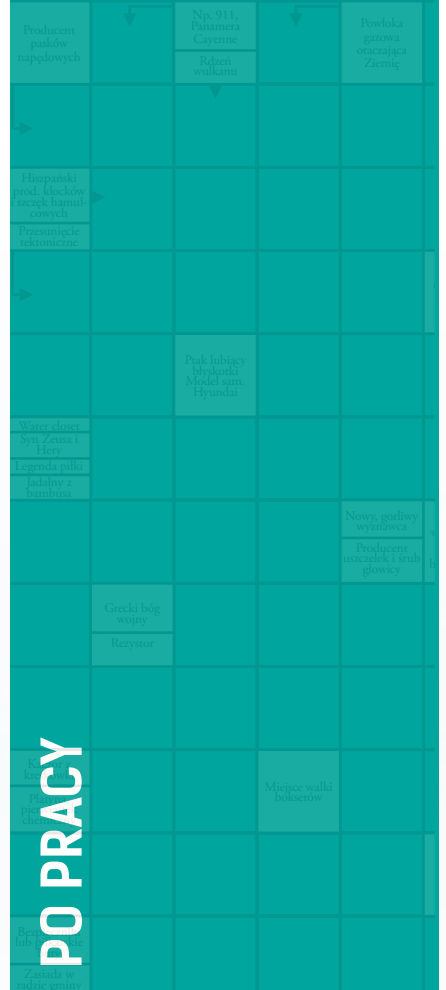 Producent
pasków
napędowych
Np. 911,
Panamera
Cayenne
Rdzeń
wulkanu
Powłoka
gazowa
otaczająca
Ziemię
Hiszpański
prod. klocków
i szczęk hamul-
cowych
Przesunięcie
tektoniczne
Ptak lubiący
błyskotki
Model sam.
Hyundai
Water closet
Syn Zeusa i
Hery
Legenda piłki
Jadalny z
bambusa
Nowy, gorliwy
wyznawca
Producent
uszczelek i śrub
głowicy
Grecki bóg
wojny
Rezystor
Miejsce walki
bokserów
PO PRACY
Zasiada w
radzie gminy